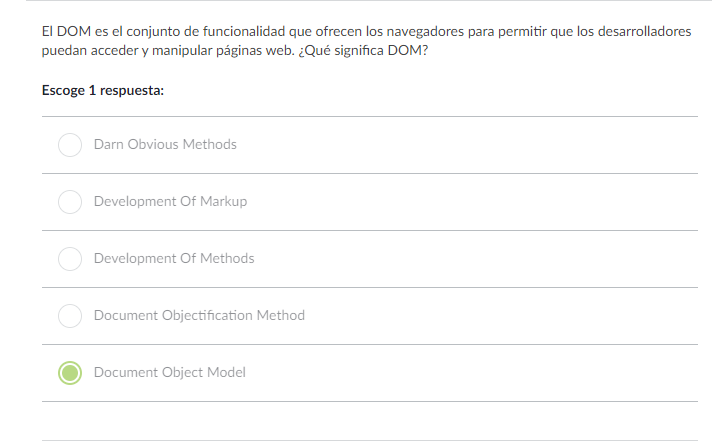 El DOM es el conjunto de funcionalidad que ofrecen los navegadores para permitir que los desarrolladores
puedan acceder y manipular páginas web. ¿Qué significa DOM?
Escoge 1 respuesta:
Darn Obvious Methods
Development Of Markup
Development Of Methods
Document Objectification Method
Document Object Model